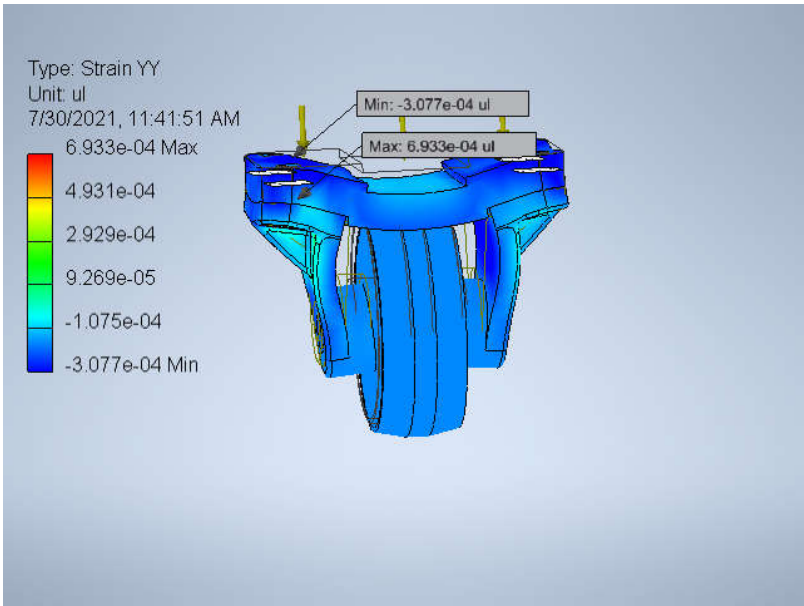 Type: Strain YY
Unit: ul
7/30/2021, 11:41:51 AM
6.933e-04 Max
4.931e-04
2.929e-04
9.269e-05
-1.075e-04
-3.077e-04 Min
Min: -3.077e-04 ul
Max: 6.933e-04 ul